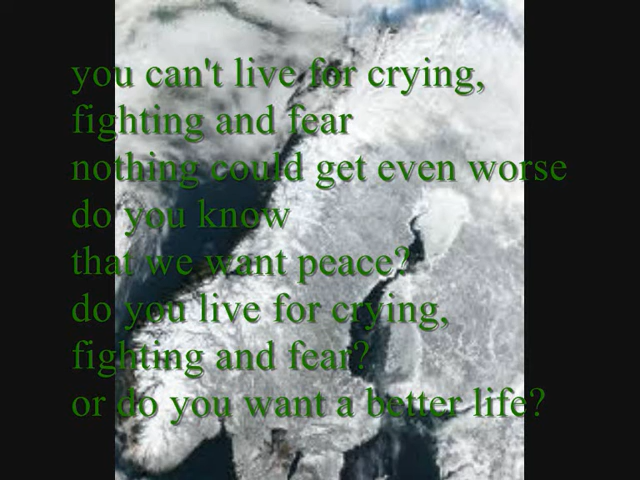 you can't live for crying,
fighting and fear
nothing could get even worse
do you know
that we want peace?
do you live for crying,
fighting and fear?
or do you want a better life?